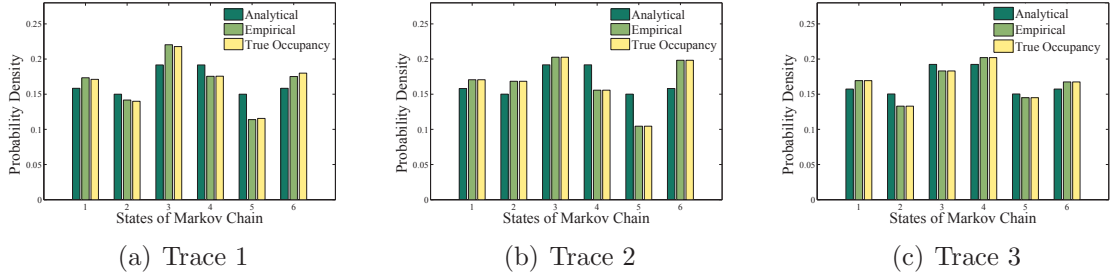 0.25
0.2
0.15
0.1
0.05
0
Probability Density
Analytical
Empirical
True Occupancy
1 2 3 4 5 6
States of Markov Chain
(a) Trace 1
0.25
0.2
0.15
0.1
0.05
0
Probability Density
Analytical
Empirical
True Occupancy
1 2 3 4 5 6
States of Markov Chain
(b) Trace 2
0.25
0.2
0.15
0.1
0.05
0
Probability Density
Analytical
Empirical
True Occupancy
1 2 3 4 5 6
States of Markov Chain
(c) Trace 3